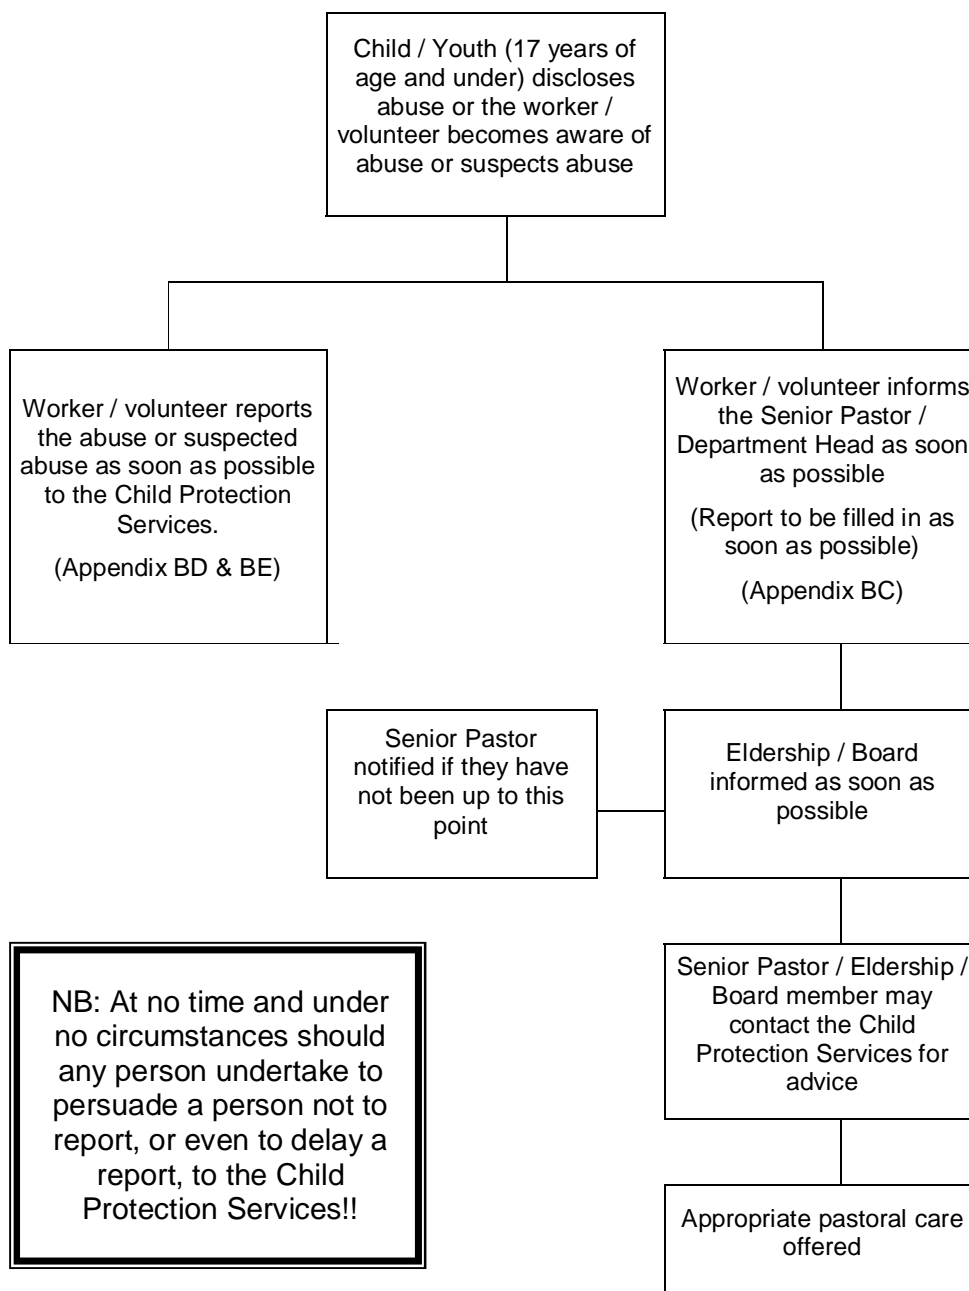 Child / Youth (17 years of
age and under) discloses
abuse or the worker /
volunteer becomes aware of
abuse or suspects abuse
Worker / volunteer reports
the abuse or suspected
abuse as soon as possible
to the Child Protection
Services.
(Appendix BD & BE)
Worker / volunteer informs
the Senior Pastor /
Department Head as soon
as possible
(Report to be filled in as
soon as possible)
(Appendix BC)
Senior Pastor
notified if they have
not been up to this
point
Eldership / Board
informed as soon as
possible
NB: At no time and under
no circumstances should
any person undertake to
persuade a person not to
report, or even to delay a
report, to the Child
Protection Services!!
Senior Pastor / Eldership /
Board member may
contact the Child
Protection Services for
advice
Appropriate pastoral care
offered